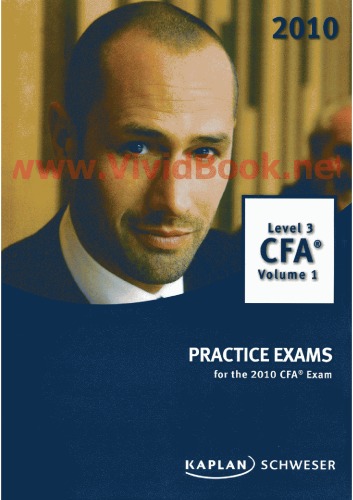 2010
www.VividBook.net
Level 3
CFA®
Volume 1
PRACTICE EXAMS
for the 2010 CFA® Exam
KAPLAN SCHWESER